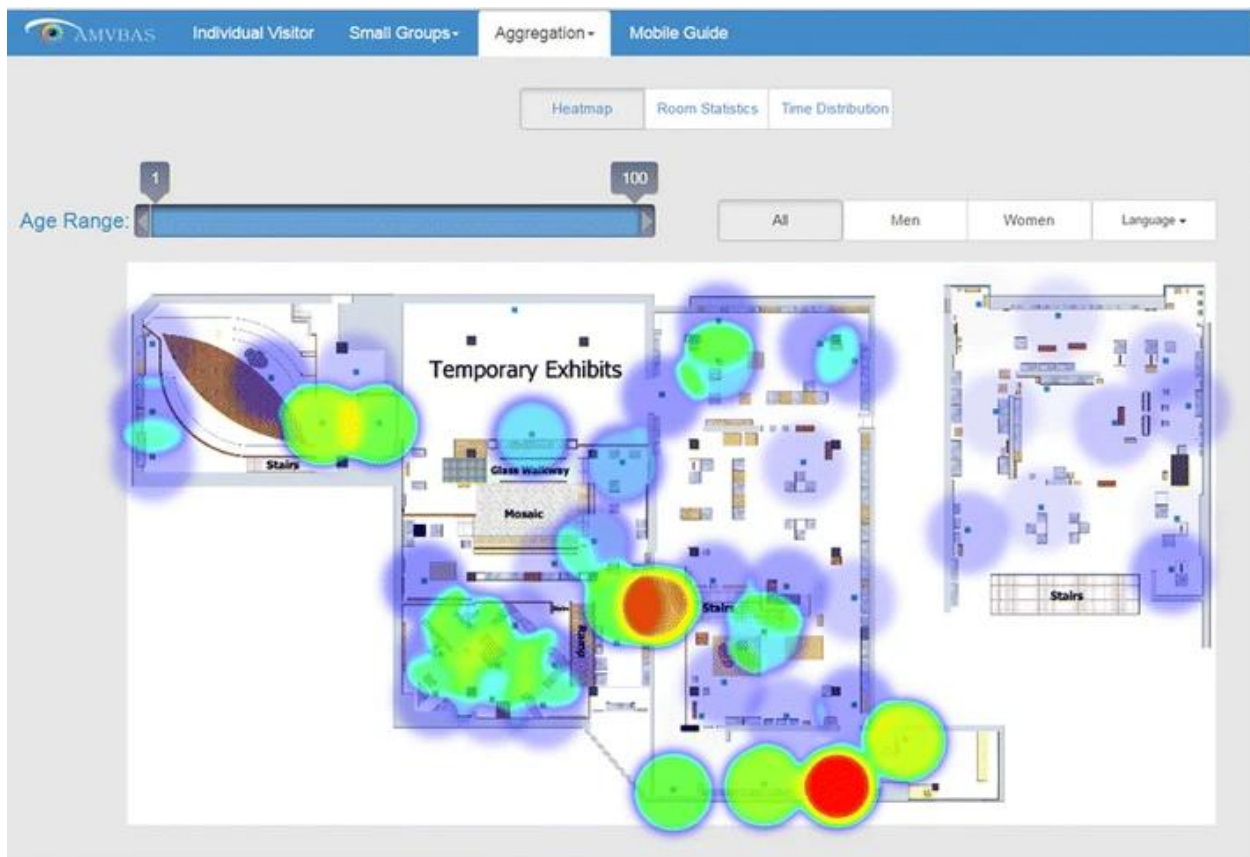 AMVBAS Individual Visitor Small Groups Aggregation Mobile Guide
Heatmap Room Statistics Time Distribution
1 100
Age Range: All Men Women Language
Temporary Exhibits
Stairs
Glass Walkway
Mosaic
Stairs
Ramp
Stairs